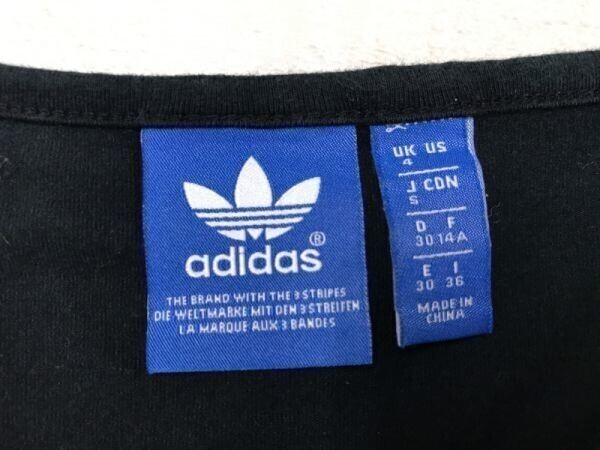 adidas®
THE BRAND WITH THE 3 STRIPES
DIE WELTMARKE MIT DEN 3 STREIFEN
LA MARQUE AUX 3 BANDES
UK US
4
J CDN
S
D F
30 14A
E I
30 36
MADE IN
CHINA